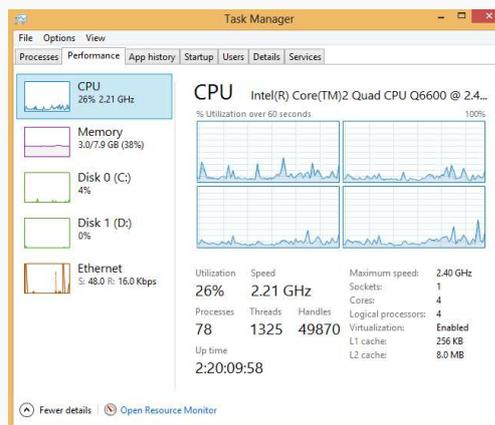 Task Manager
File Options View
Processes Performance App history Startup Users Details Services
CPU
26% 2.21 GHz
Memory
3.0/7.9 GB (38%)
Disk 0 (C:)
4%
Disk 1 (D:)
0%
Ethernet
S: 48.0 R: 16.0 Kbps
CPU Intel(R) Core(TM)2 Quad CPU Q6600 @ 2.4...
% Utilization over 60 seconds 100%
Utilization Speed
26% 2.21 GHz
Processes Threads Handles
78 1325 49870
Up time
2:20:09:58
Maximum speed: 2.40 GHz
Sockets: 1
Cores: 4
Logical processors: 4
Virtualization: Enabled
L1 cache: 256 KB
L2 cache: 8.0 MB
Fewer details Open Resource Monitor